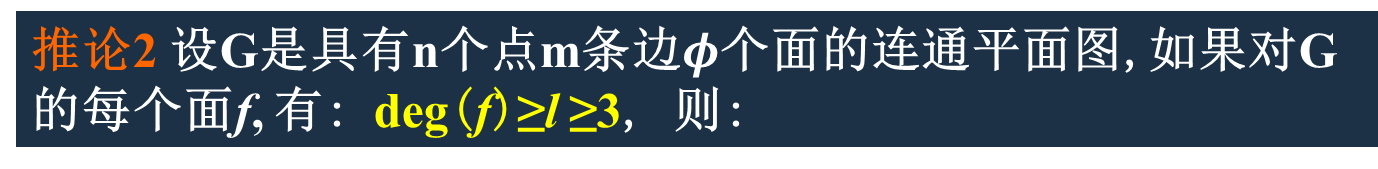 推论2 设G是具有n个点m条边ϕ个面的连通平面图, 如果对G
的每个面f, 有: deg (f) ≥l ≥3, 则: